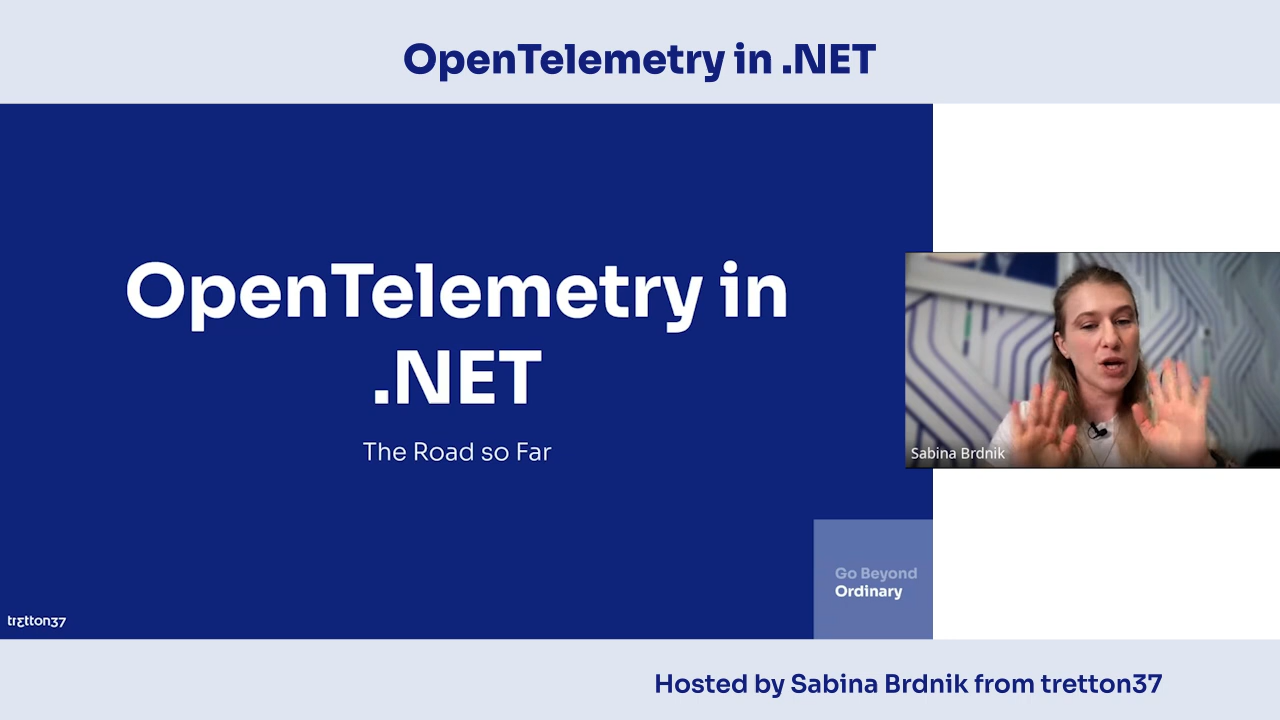 OpenTelemetry in .NET
OpenTelemetry in
.NET
The Road so Far
Sabina Brdnik
Go Beyond
Ordinary
trɛtton37
Hosted by Sabina Brdnik from tretton37